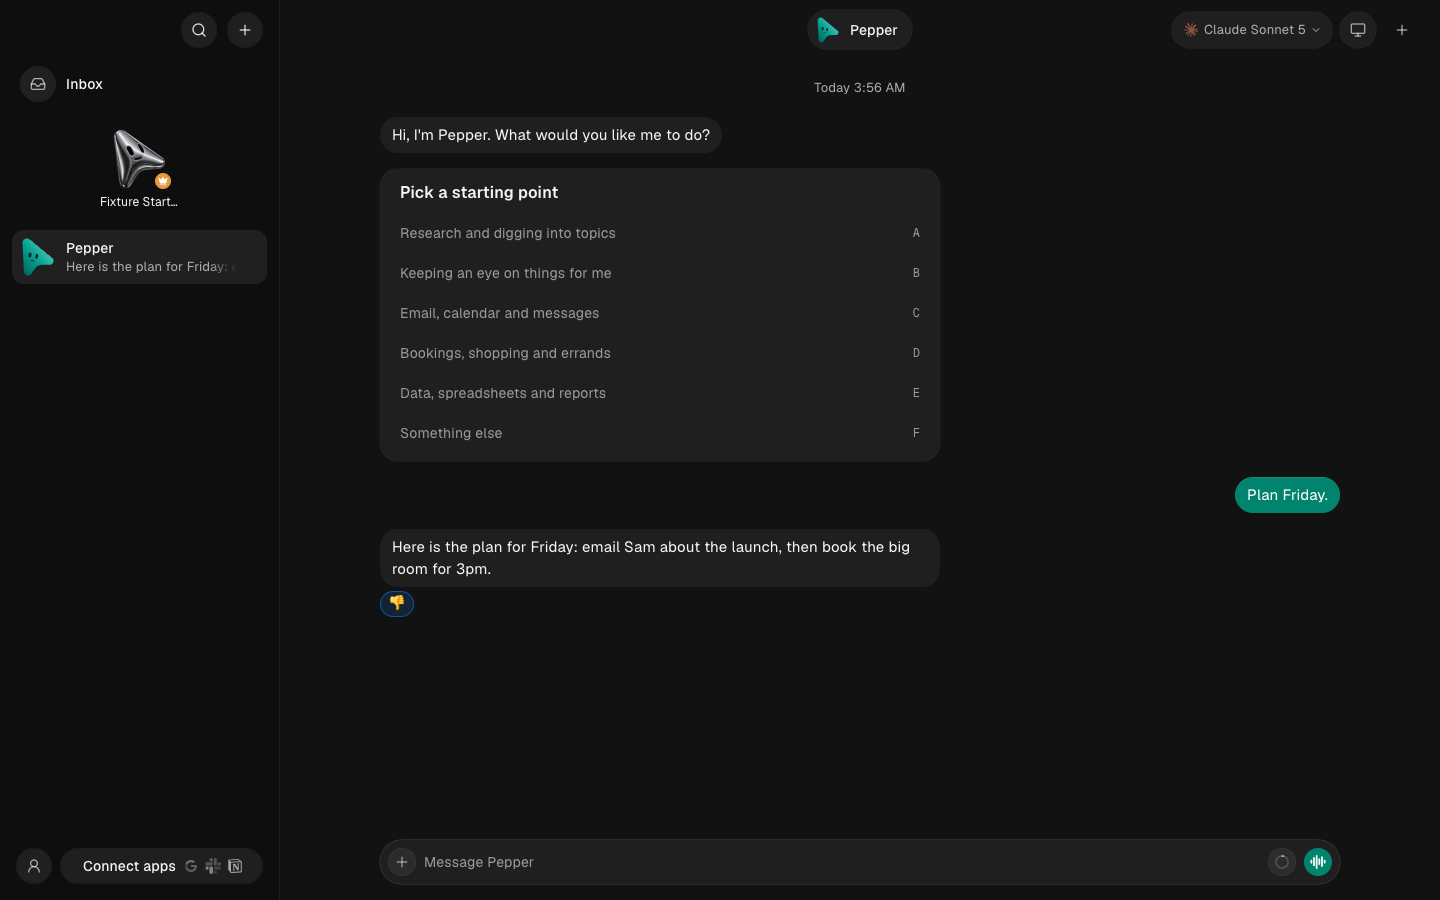 Pepper
Claude Sonnet 5
Inbox
Fixture Start…
Pepper
Here is the plan for Friday:
Connect apps
Today 3:56 AM
Hi, I'm Pepper. What would you like me to do?
Pick a starting point
Research and digging into topics A
Keeping an eye on things for me B
Email, calendar and messages C
Bookings, shopping and errands D
Data, spreadsheets and reports E
Something else F
Plan Friday.
Here is the plan for Friday: email Sam about the launch, then book the big
room for 3pm.
Message Pepper